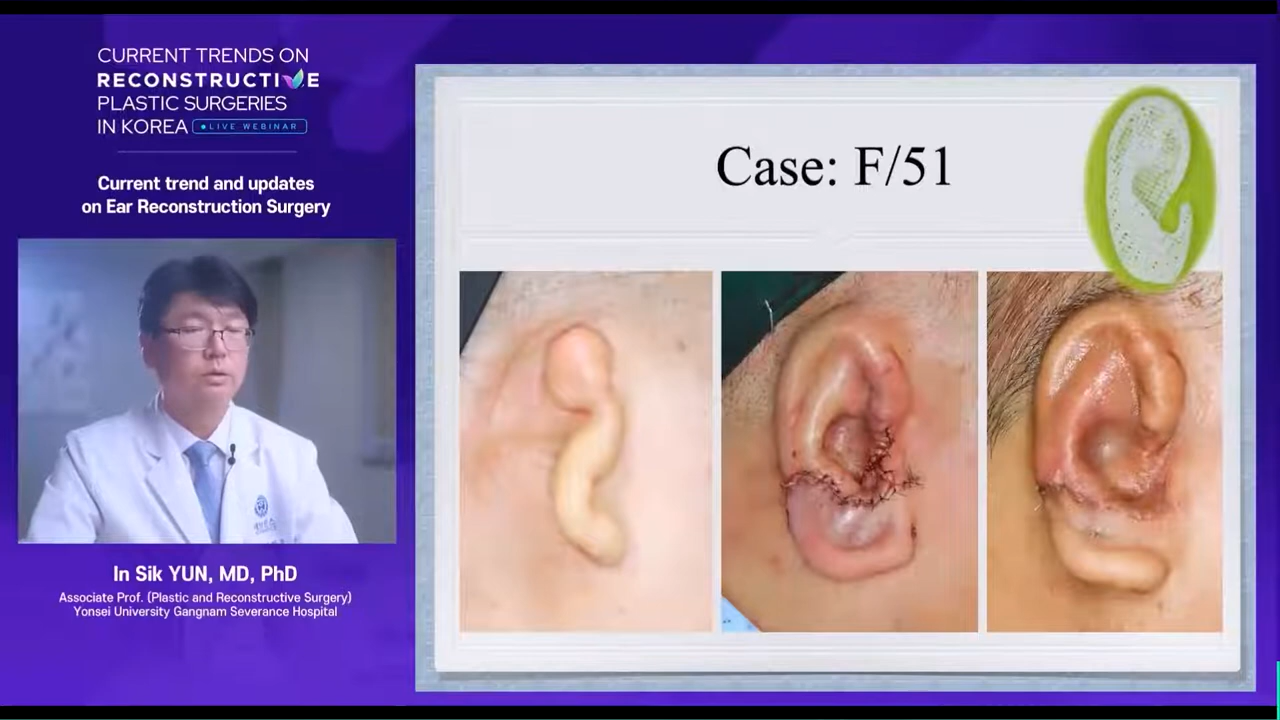 CURRENT TRENDS ON
RECONSTRUCTIVE
PLASTIC SURGERIES
IN KOREA LIVE WEBINAR
Current trend and updates
on Ear Reconstruction Surgery
In Sik YUN, MD, PhD
Associate Prof. (Plastic and Reconstructive Surgery)
Yonsei University Gangnam Severance Hospital
Case: F/51